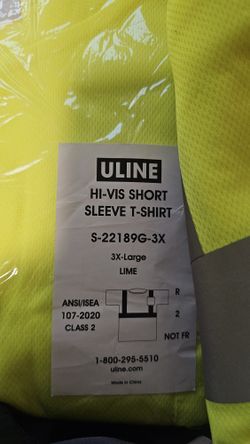 ULINE
HI-VIS SHORT
SLEEVE T-SHIRT
S-22189G-3X
3X-Large
LIME
ANSI/ISEA
107-2020
CLASS 2
R
2
NOT FR
1-800-295-5510
uline.com
Made in China